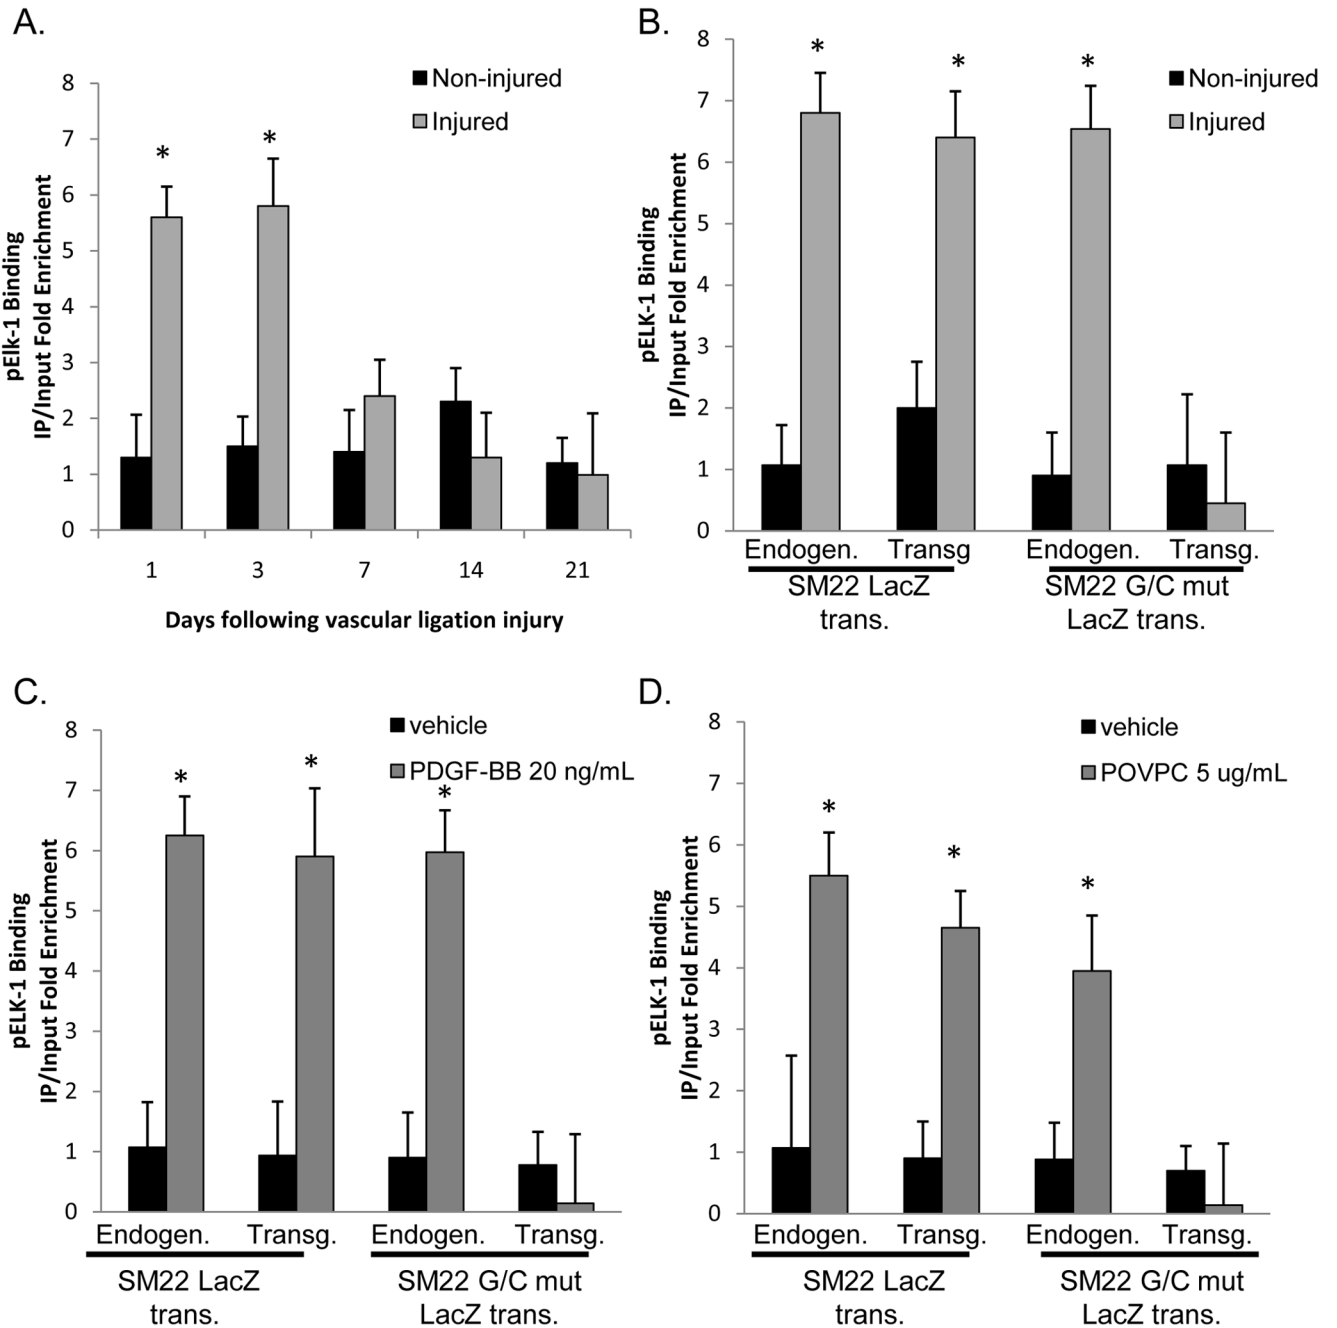 A.
Non-injured
Injured
8
7
6
5
4
3
2
1
0
*
*
pElk-1 Binding
IP/Input Fold Enrichment
1 3 7 14 21
Days following vascular ligation injury
B.
Non-injured
Injured
8
7
6
5
4
3
2
1
0
* * *
pELK-1 Binding
IP/Input Fold Enrichment
Endogen. Transg Endogen. Transg.
SM22 LacZ
trans.
SM22 G/C mut
LacZ trans.
C.
vehicle
PDGF-BB 20 ng/mL
8
7
6
5
4
3
2
1
0
* * *
pELK-1 Binding
IP/Input Fold Enrichment
Endogen. Transg. Endogen. Transg.
SM22 LacZ
trans.
SM22 G/C mut
LacZ trans.
D.
vehicle
POVPC 5 ug/mL
8
7
6
5
4
3
2
1
0
* * *
pELK-1 Binding
IP/Input Fold Enrichment
Endogen. Transg. Endogen. Transg.
SM22 LacZ
trans.
SM22 G/C mut
LacZ trans.